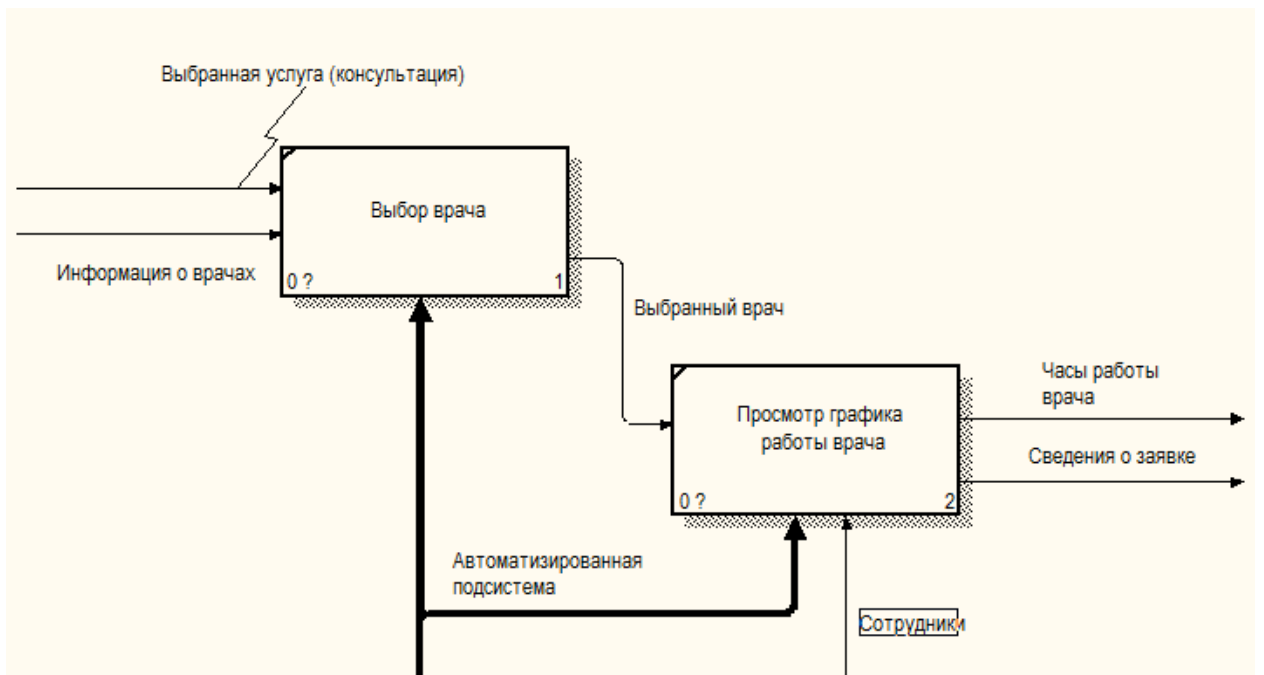 Выбранная услуга (консультация)
Выбор врача
Информация о врачах
0 ?
1
Выбранный врач
Часы работы
врача
Просмотр графика
работы врача
Сведения о заявке
0 ?
2
Автоматизированная
подсистема
Сотрудники